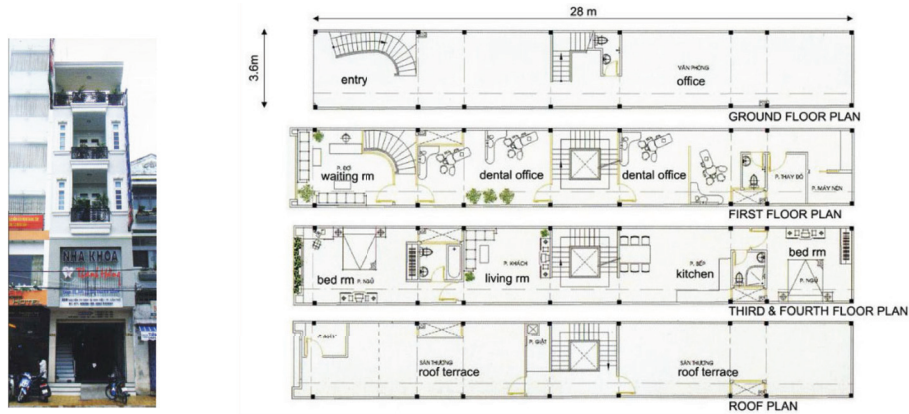 28 m
3.6m
entry
VĂN PHÒNG
office
GROUND FLOOR PLAN
P. ĐỢI
waiting rm
dental office
dental office
P. THAY ĐỒ
P. MÁY NÉN
FIRST FLOOR PLAN
bed rm
P. NGỦ
P. KHÁCH
living rm
P. BẾP
kitchen
bed rm
P. NGỦ
THIRD & FOURTH FLOOR PLAN
SÂN THƯỢNG
roof terrace
P. GIẶT
SÂN THƯỢNG
roof terrace
ROOF PLAN
NHA KHOA